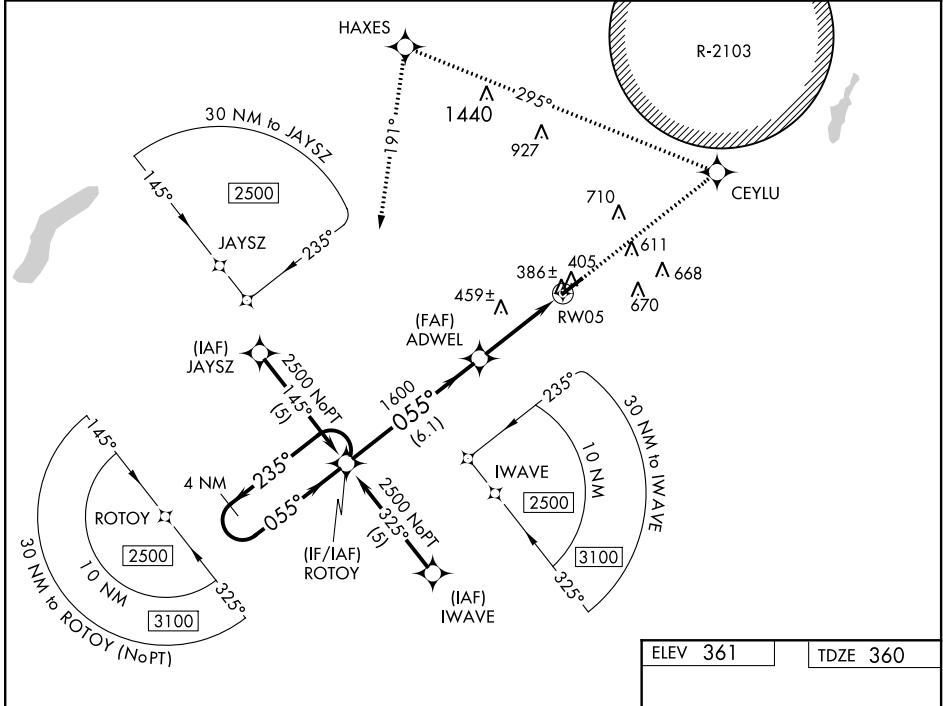 HAXES
R-2103
295°
1440
927
191°
30 NM to JAYSZ
145°
2500
235°
JAYSZ
CEYLU
710
611
668
670
386±
405
459±
RW05
(FAF)
ADWEL
(IAF)
JAYSZ
2500 NoPT
145°
(5)
1600
055°
(6.1)
235°
30 NM to IWAVE
10 NM
IWAVE
2500
3100
325°
145°
4 NM
235°
055°
ROTOY
2500
10 NM
325°
3100
30 NM to ROTOY (NoPT)
(IF/IAF)
ROTOY
2500 NoPT
325°
(5)
(IAF)
IWAVE
ELEV 361
TDZE 360